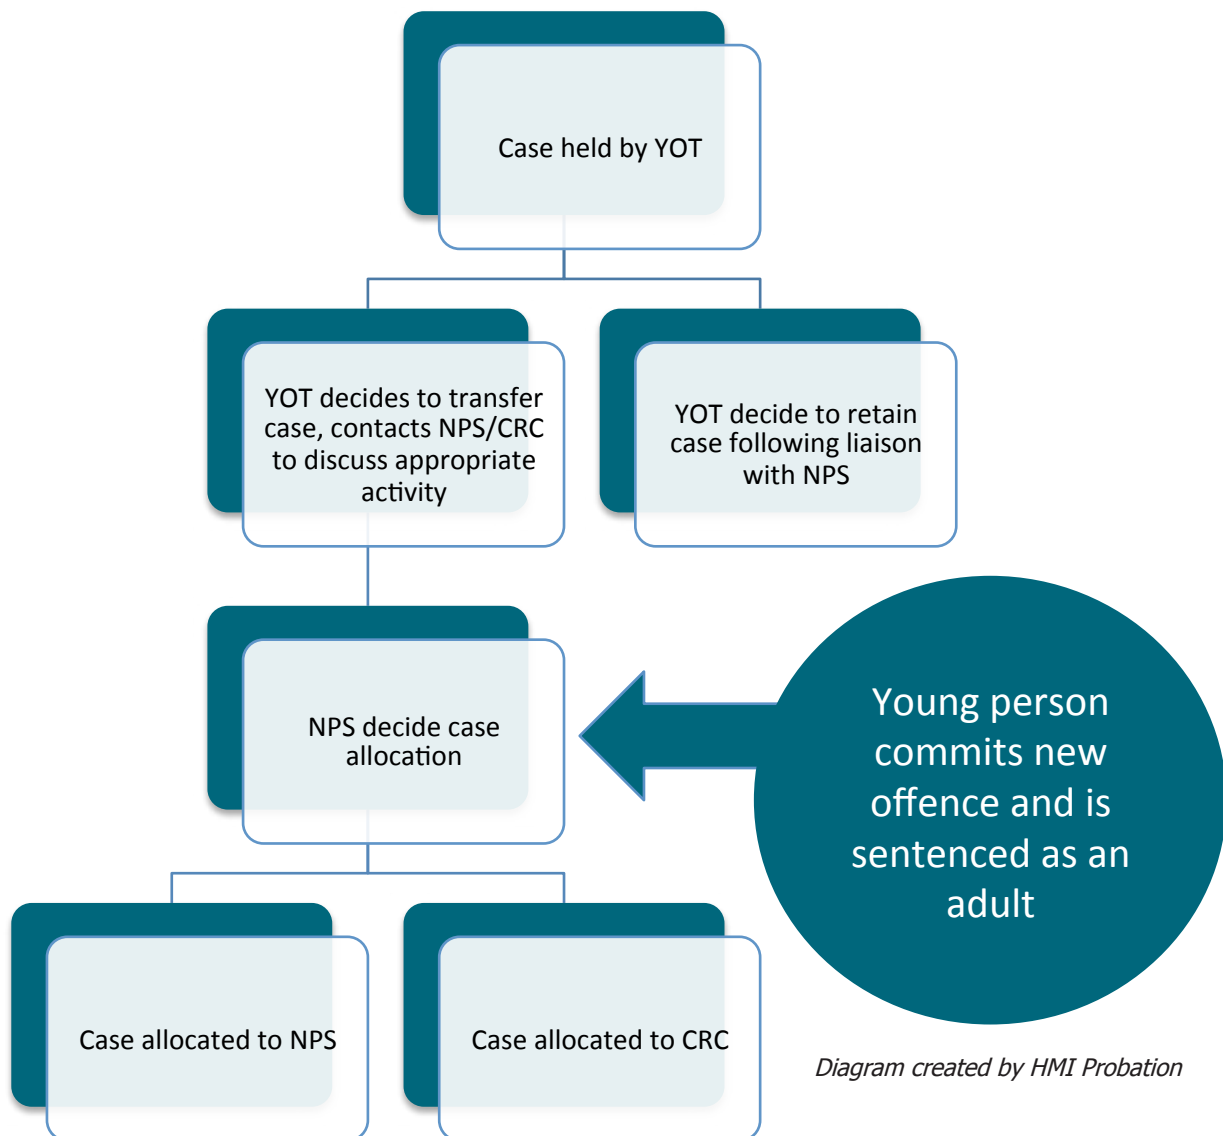 Case held by YOT
YOT decides to transfer
case, contacts NPS/CRC
to discuss appropriate
activity
YOT decide to retain
case following liaison
with NPS
NPS decide case
allocation
Young person
commits new
offence and is
sentenced as an
adult
Case allocated to NPS
Case allocated to CRC
Diagram created by HMI Probation